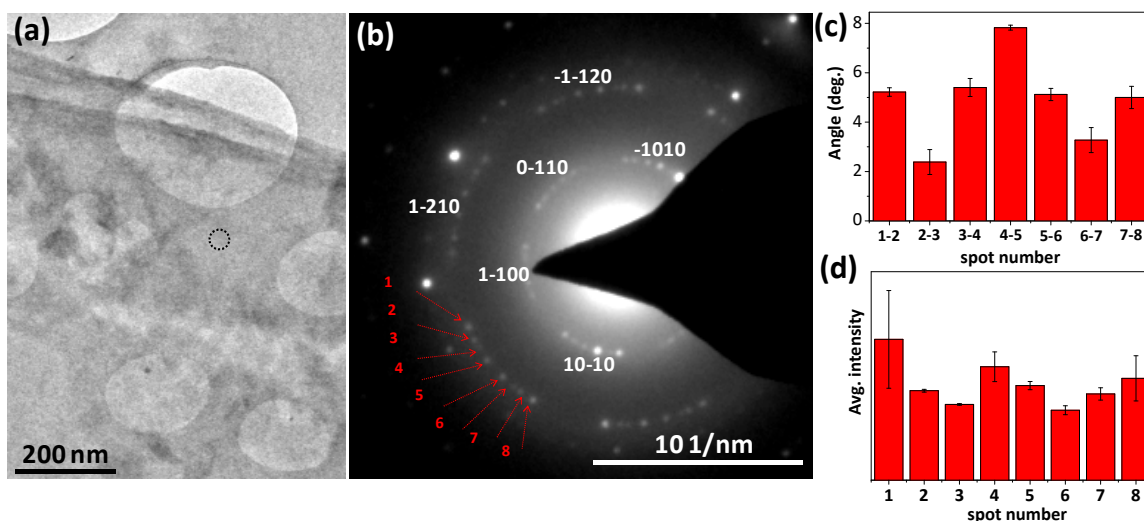 (a)
200 nm
(b)
-1-120
0-110
-1010
1-210
1-100
10-10
1
2
3
4
5
6
7
8
10 1/nm
(c)
Angle (deg.)
8
6
4
2
0
1-2 2-3 3-4 4-5 5-6 6-7 7-8
spot number
(d)
Avg. intensity
1 2 3 4 5 6 7 8
spot number